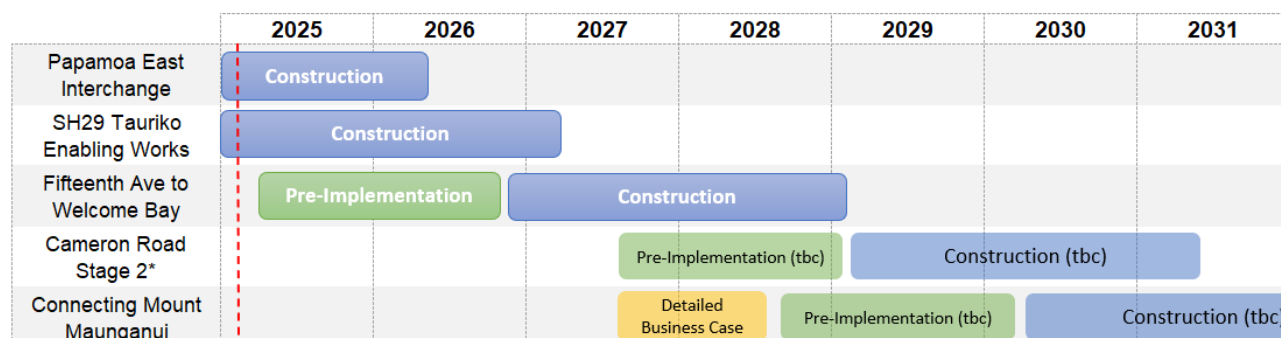 2025 2026 2027 2028 2029 2030 2031
Papamoa East
Interchange
Construction
SH29 Tauriko
Enabling Works
Construction
Fifteenth Ave to
Welcome Bay
Pre-Implementation
Construction
Cameron Road
Stage 2*
Pre-Implementation (tbc)
Construction (tbc)
Connecting Mount
Maunganui
Detailed
Business Case
Pre-Implementation (tbc)
Construction (tbc)